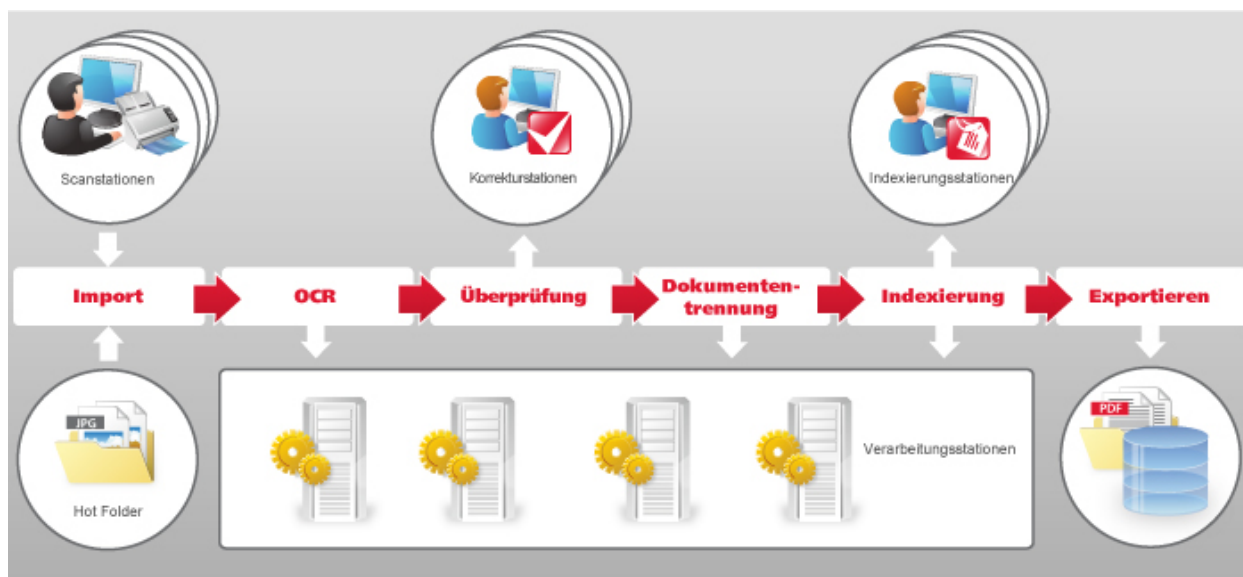 Scanstationen
Korrekturstationen
Indexierungsstationen
Import
OCR
Überprüfung
Dokumenten-
trennung
Indexierung
Exportieren
JPG
Hot Folder
Verarbeitungsstationen
PDF